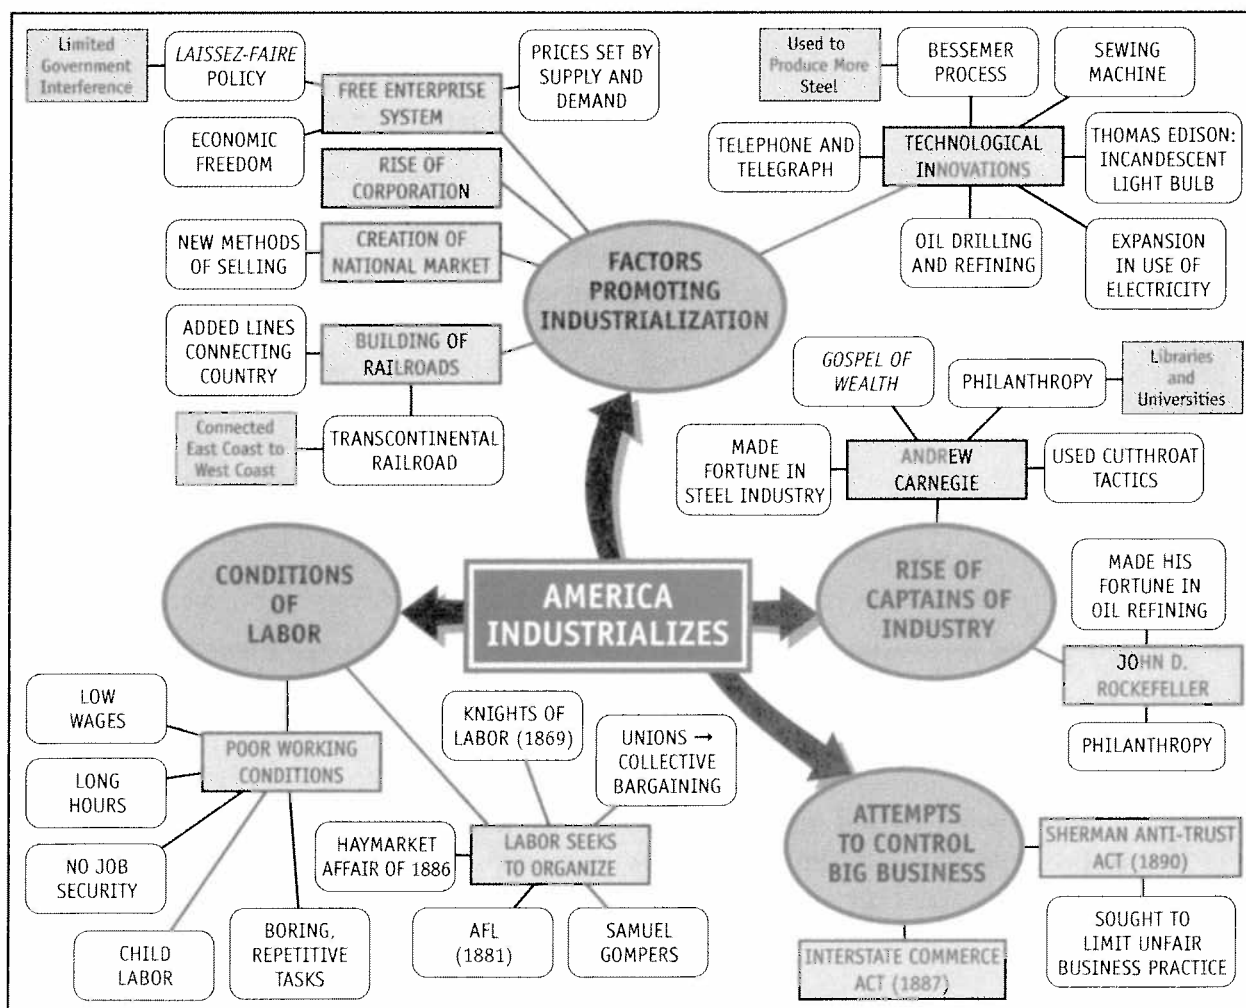 Limited
Government
Interference
LAISSEZ-FAIRE
POLICY
FREE ENTERPRISE
SYSTEM
PRICES SET BY
SUPPLY AND
DEMAND
ECONOMIC
FREEDOM
RISE OF
CORPORATION
NEW METHODS
OF SELLING
CREATION OF
NATIONAL MARKET
ADDED LINES
CONNECTING
COUNTRY
BUILDING OF
RAILROADS
Connected
East Coast to
West Coast
TRANSCONTINENTAL
RAILROAD
FACTORS
PROMOTING
INDUSTRIALIZATION
Used to
Produce More
Steel
BESSEMER
PROCESS
SEWING
MACHINE
TELEPHONE AND
TELEGRAPH
TECHNOLOGICAL
INNOVATIONS
THOMAS EDISON:
INCANDESCENT
LIGHT BULB
OIL DRILLING
AND REFINING
EXPANSION
IN USE OF
ELECTRICITY
GOSPEL OF
WEALTH
PHILANTHROPY
Libraries
and
Universities
MADE
FORTUNE IN
STEEL INDUSTRY
ANDREW
CARNEGIE
USED CUTTHROAT
TACTICS
CONDITIONS
OF
LABOR
AMERICA
INDUSTRIALIZES
RISE OF
CAPTAINS OF
INDUSTRY
MADE HIS
FORTUNE IN
OIL REFINING
JOHN D.
ROCKEFELLER
PHILANTHROPY
LOW
WAGES
POOR WORKING
CONDITIONS
LONG
HOURS
NO JOB
SECURITY
CHILD
LABOR
BORING,
REPETITIVE
TASKS
KNIGHTS OF
LABOR (1869)
UNIONS →
COLLECTIVE
BARGAINING
HAYMARKET
AFFAIR OF 1886
LABOR SEEKS
TO ORGANIZE
AFL
(1881)
SAMUEL
GOMPERS
ATTEMPTS
TO CONTROL
BIG BUSINESS
SHERMAN ANTI-TRUST
ACT (1890)
SOUGHT TO
LIMIT UNFAIR
BUSINESS PRACTICE
INTERSTATE COMMERCE
ACT (1887)